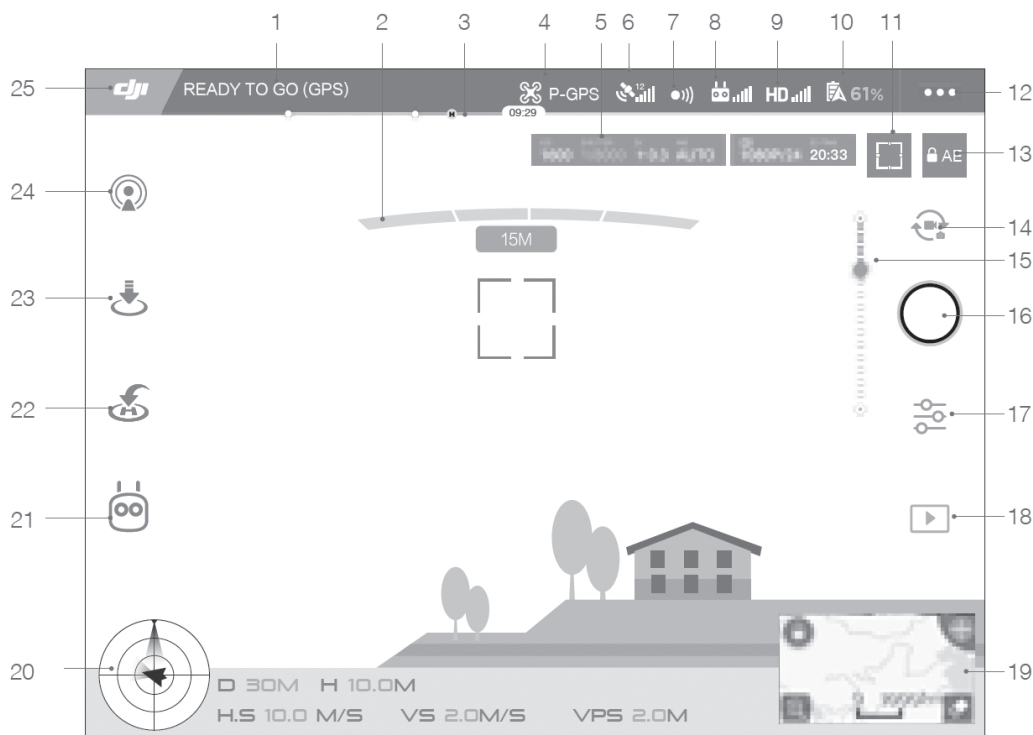 1 2 3 4 5 6 7 8 9 10 11
25 dji READY TO GO (GPS) P-GPS 12 HD 61% 12
H 09:29
20:33 AE 13
24
14
15M 15
23
16
22 H 17
21 18
20 19
D 30M H 10.0M
H.S 10.0 M/S VS 2.0M/S VPS 2.0M